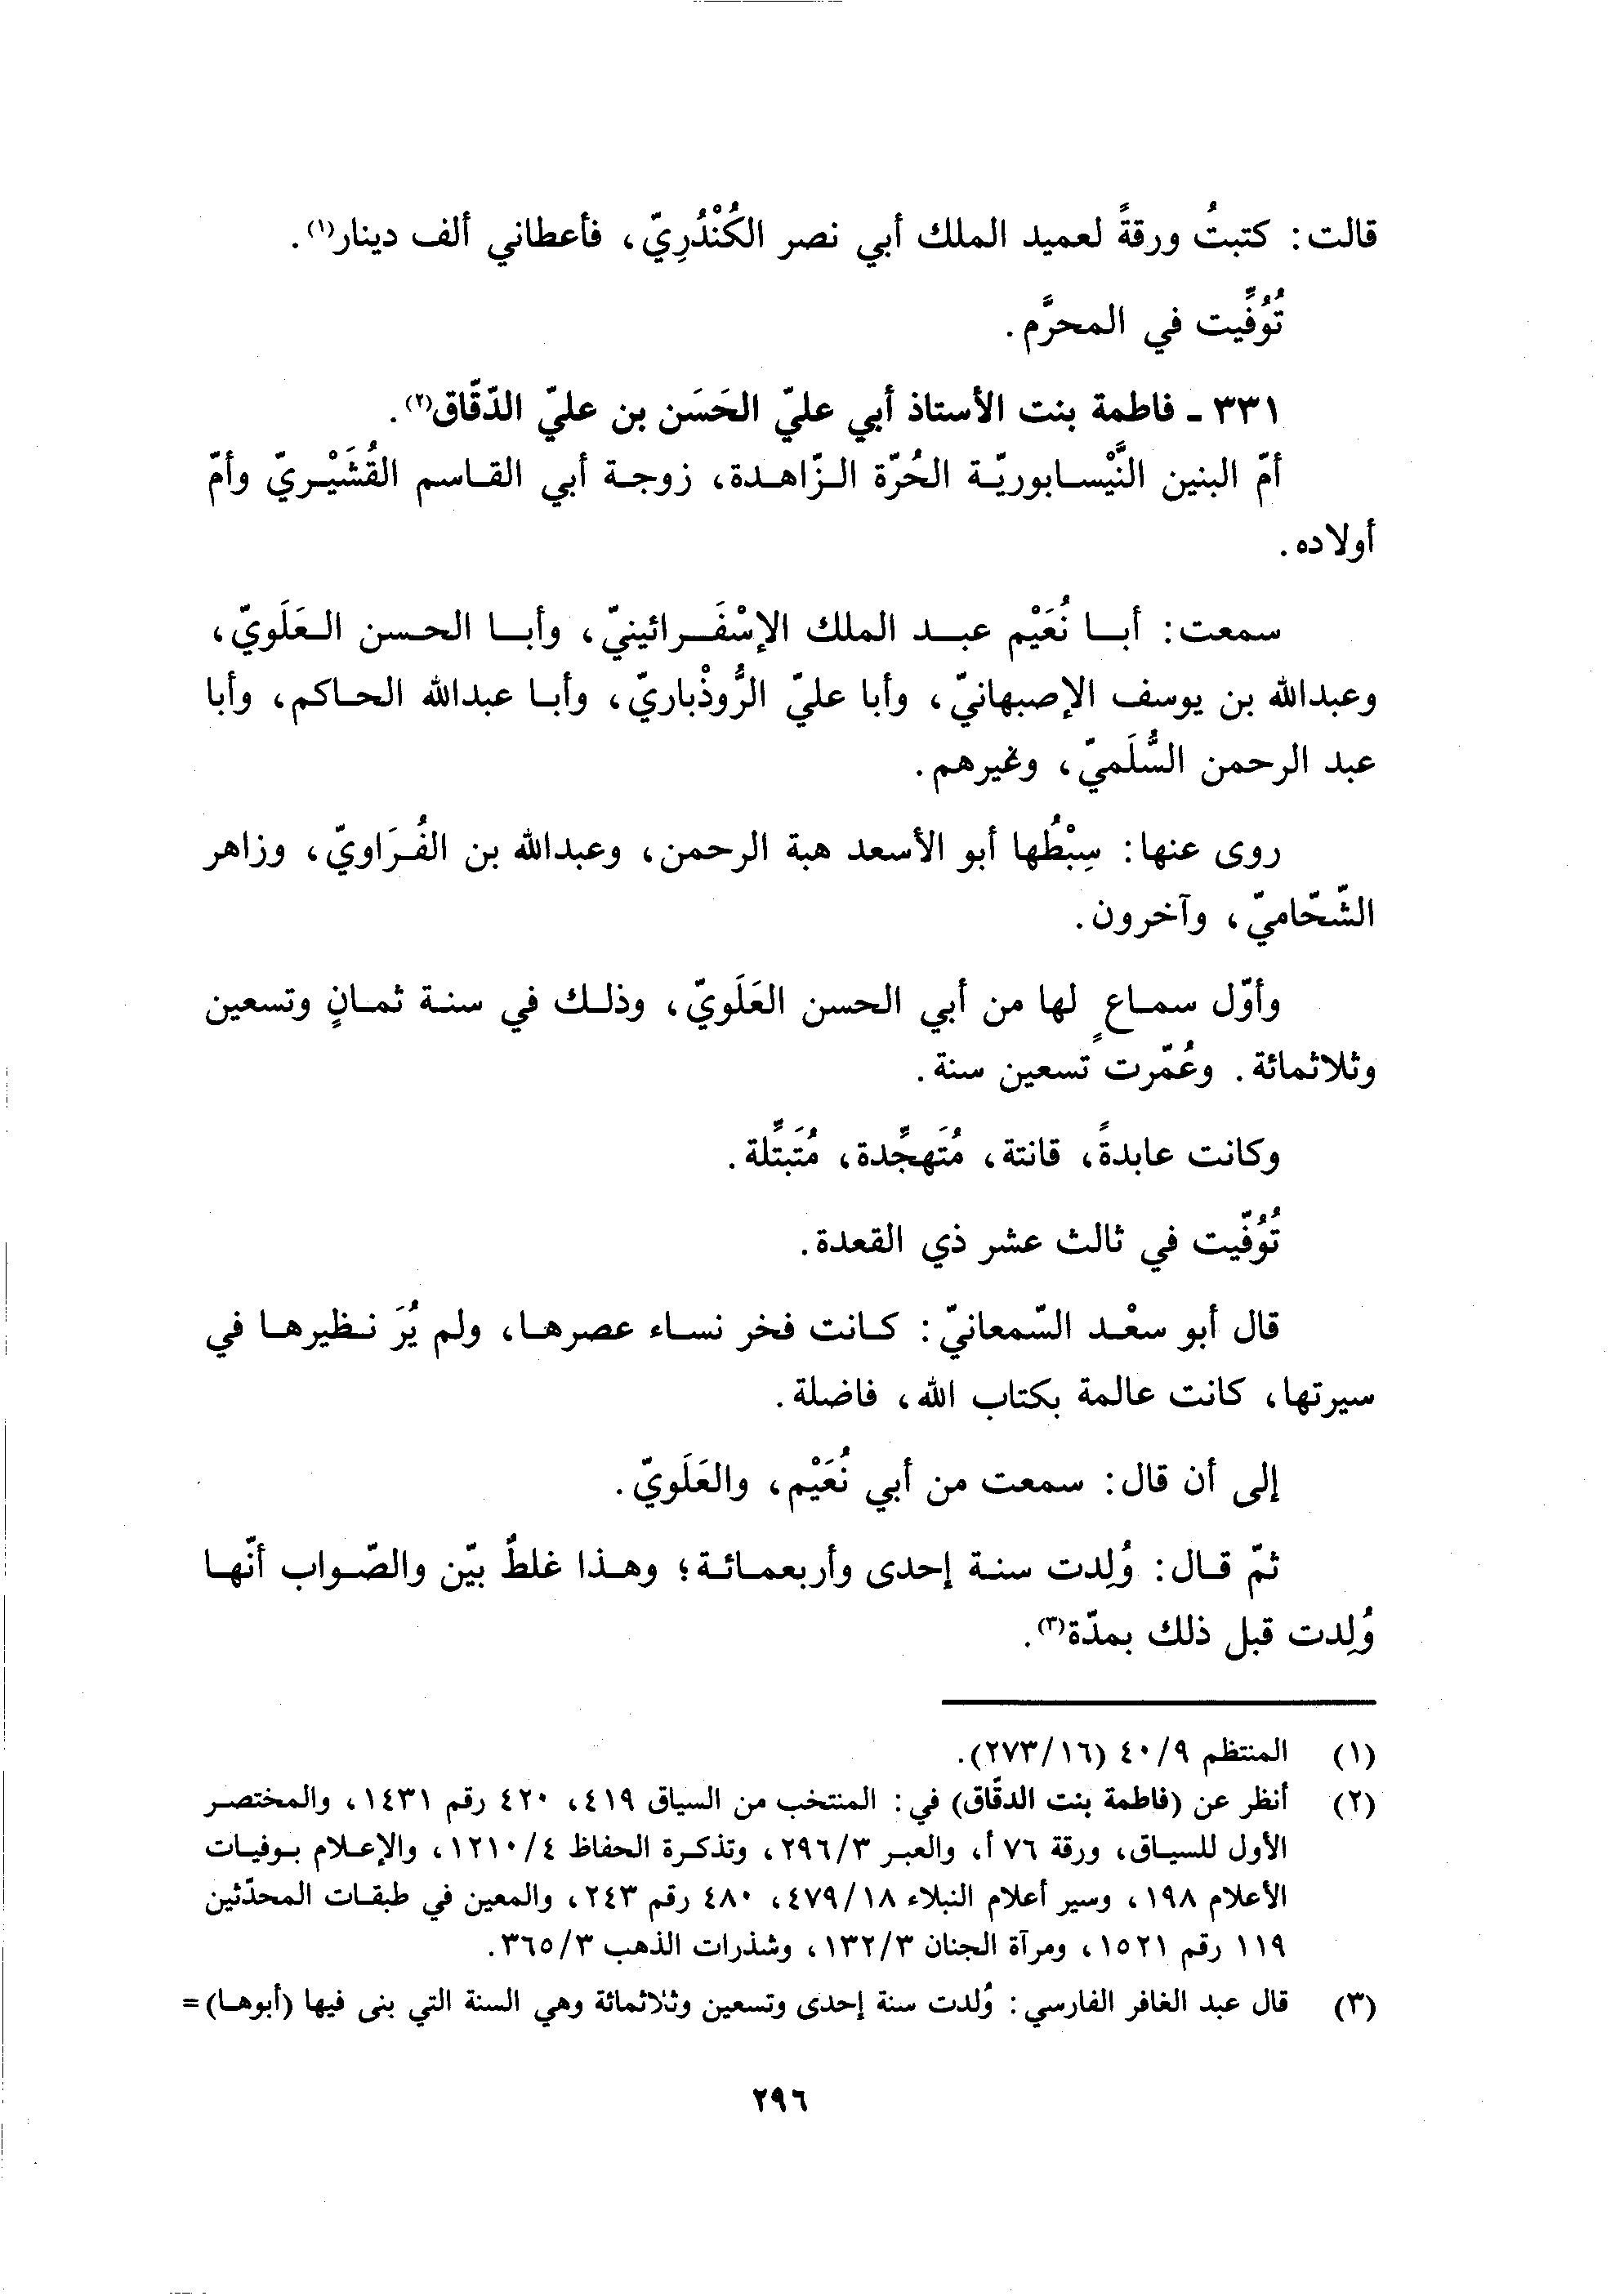 قالت: كتبتُ ورقةً لعميد الملك أبي نصر الكُنْدُرِيّ، فأعطاني ألف دينار(١).
تُوُفِّيت في المحرَّم.
٣٣١ - فاطمة بنت الأستاذ أبي عليّ الحَسَن بن عليّ الدّقّاق(٢).
أمّ البنين النَّيْسابوريّة الحُرّة الزّاهدة، زوجة أبي القاسم القُشَيْريّ وأمّ
أولاده.
سمعت: أبا نُعَيْم عبد الملك الإسْفَرائينيّ، وأبا الحسن العَلَويّ،
وعبدالله بن يوسف الإصبهانيّ، وأبا عليّ الرُّوذْباريّ، وأبا عبدالله الحاكم، وأبا
عبد الرحمن السُّلَميّ، وغيرهم.
روى عنها: سِبْطُها أبو الأسعد هبة الرحمن، وعبدالله بن الفُرَاويّ، وزاهر
الشّحّاميّ، وآخرون.
وأوّل سماعٍ لها من أبي الحسن العَلَويّ، وذلك في سنة ثمانٍ وتسعين
وثلاثمائة. وعُمّرت تسعين سنة.
وكانت عابدةً، قانتة، مُتَهجِّدة، مُتَبتِّلة.
تُوُفّيت في ثالث عشر ذي القعدة.
قال أبو سعْد السّمعانيّ: كانت فخر نساء عصرها، ولم يُرَ نظيرها في
سيرتها، كانت عالمة بكتاب الله، فاضلة.
إلى أن قال: سمعت من أبي نُعَيْم، والعَلَويّ.
ثمّ قال: وُلِدت سنة إحدى وأربعمائة؛ وهذا غلطٌ بيّن والصّواب أنّها
وُلِدت قبل ذلك بمدّة(٣).
(١) المنتظم ٤٠/٩ (٢٧٣/١٦).
(٢) أنظر عن (فاطمة بنت الدقّاق) في: المنتخب من السياق ٤١٩، ٤٢٠ رقم ١٤٣١، والمختصر
الأول للسياق، ورقة ٧٦ أ، والعبر ٢٩٦/٣، وتذكرة الحفاظ ١٢١٠/٤، والإعلام بوفيات
الأعلام ١٩٨، وسير أعلام النبلاء ٤٧٩/١٨، ٤٨٠ رقم ٢٤٣، والمعين في طبقات المحدّثين
١١٩ رقم ١٥٢١، ومرآة الجنان ١٣٢/٣، وشذرات الذهب ٣٦٥/٣.
(٣) قال عبد الغافر الفارسي: وُلدت سنة إحدى وتسعين وثلاثمائة وهي السنة التي بنى فيها (أبوها)=
٢٩٦